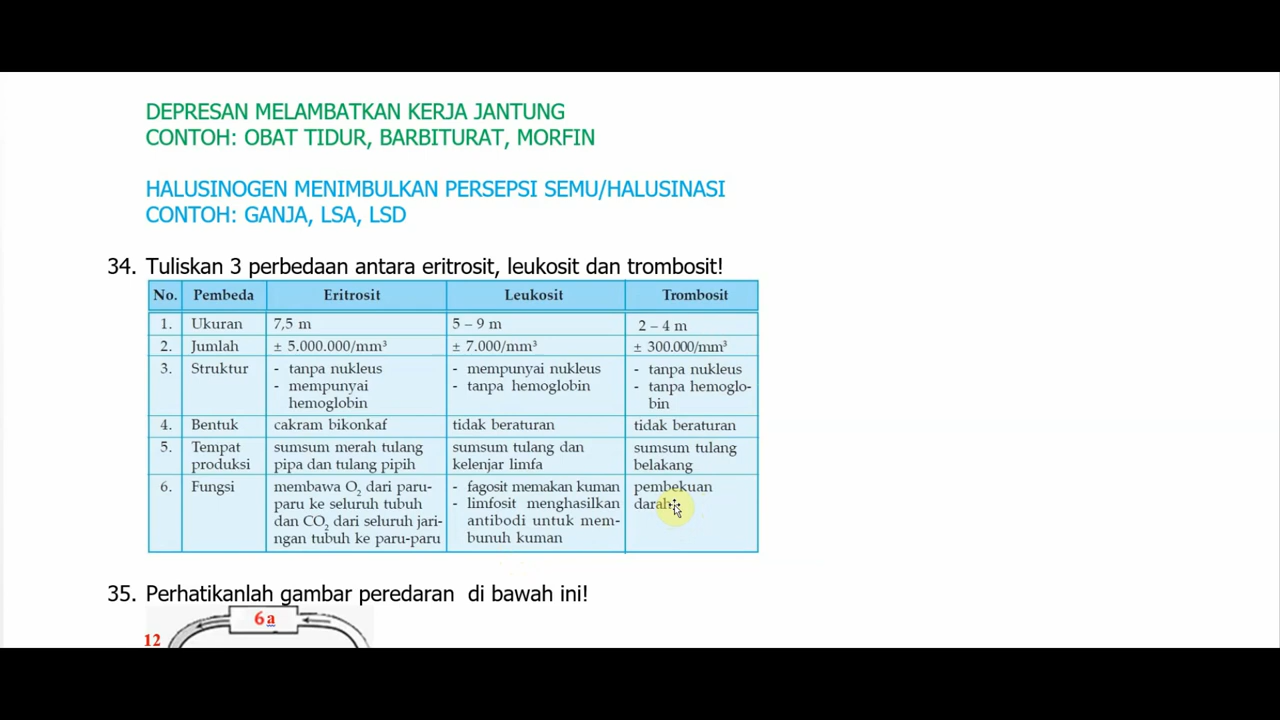 DEPRESAN MELAMBATKAN KERJA JANTUNG
CONTOH: OBAT TIDUR, BARBITURAT, MORFIN
HALUSINOGEN MENIMBULKAN PERSEPSI SEMU/HALUSINASI
CONTOH: GANJA, LSA, LSD
34. Tuliskan 3 perbedaan antara eritrosit, leukosit dan trombosit!
No. Pembeda Eritrosit Leukosit Trombosit
1. Ukuran 7,5 m 5 – 9 m 2 – 4 m
2. Jumlah ± 5.000.000/mm³ ± 7.000/mm³ ± 300.000/mm³
3. Struktur - tanpa nukleus - mempunyai nukleus - tanpa nukleus
- mempunyai - tanpa hemoglobin - tanpa hemoglo-
hemoglobin bin
4. Bentuk cakram bikonkaf tidak beraturan tidak beraturan
5. Tempat sumsum merah tulang sumsum tulang dan sumsum tulang
produksi pipa dan tulang pipih kelenjar limfa belakang
6. Fungsi membawa O₂ dari paru- - fagosit memakan kuman pembekuan
paru ke seluruh tubuh - limfosit menghasilkan darah
dan CO₂ dari seluruh jari- antibodi untuk mem-
ngan tubuh ke paru-paru bunuh kuman
35. Perhatikanlah gambar peredaran di bawah ini!
6a
12